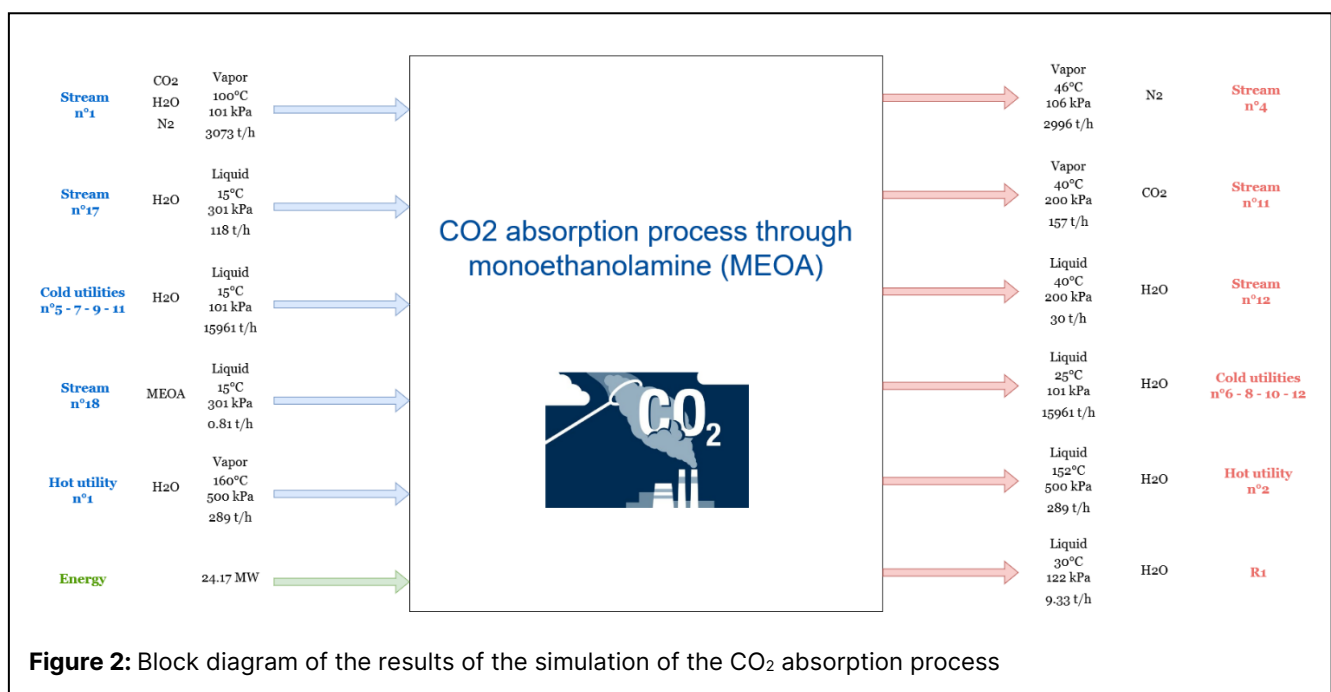 Stream
n°1
CO2
H2O
N2
Vapor
100°C
101 kPa
3073 t/h
Stream
n°17
H2O
Liquid
15°C
301 kPa
118 t/h
Cold utilities
n°5 - 7 - 9 - 11
H2O
Liquid
15°C
101 kPa
15961 t/h
Stream
n°18
MEOA
Liquid
15°C
301 kPa
0.81 t/h
Hot utility
n°1
H2O
Vapor
160°C
500 kPa
289 t/h
Energy
24.17 MW
CO2 absorption process through
monoethanolamine (MEOA)
CO2
Vapor
46°C
106 kPa
2996 t/h
N2
Stream
n°4
Vapor
40°C
200 kPa
157 t/h
CO2
Stream
n°11
Liquid
40°C
200 kPa
30 t/h
H2O
Stream
n°12
Liquid
25°C
101 kPa
15961 t/h
H2O
Cold utilities
n°6 - 8 - 10 - 12
Liquid
152°C
500 kPa
289 t/h
H2O
Hot utility
n°2
Liquid
30°C
122 kPa
9.33 t/h
H2O
R1
Figure 2: Block diagram of the results of the simulation of the CO₂ absorption process